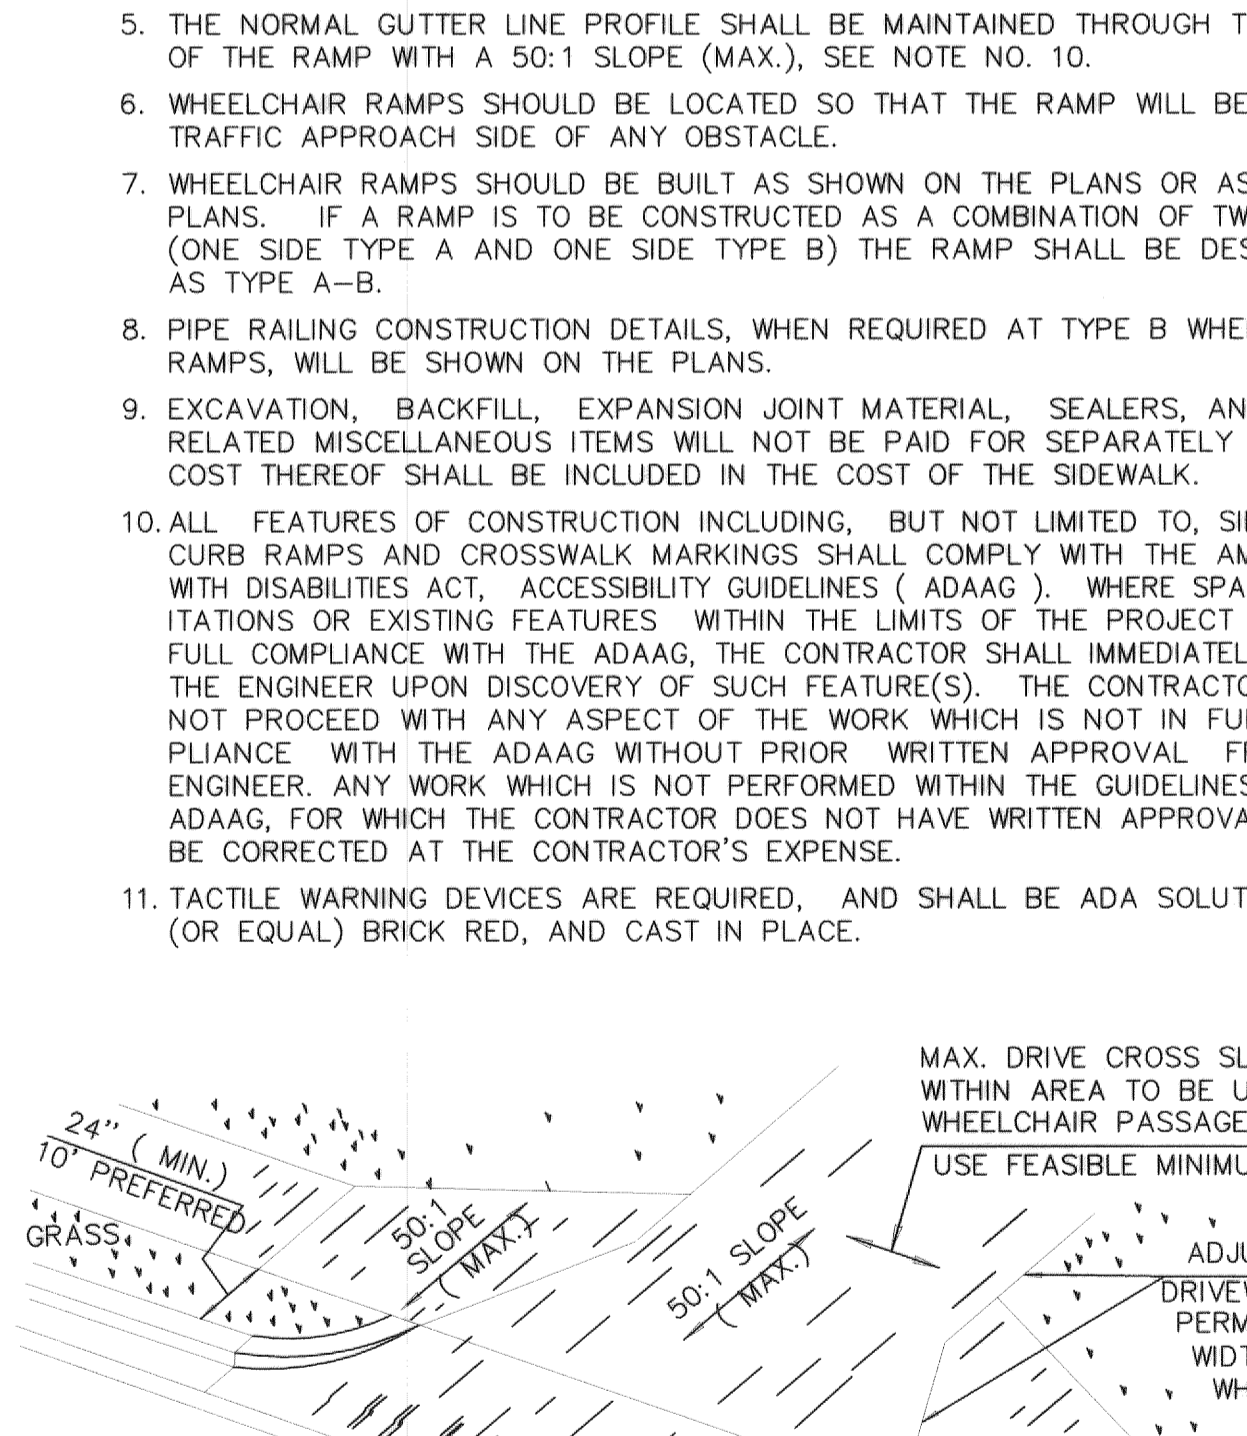 5. THE NORMAL GUTTER LINE PROFILE SHALL BE MAINTAINED THROUGH T
OF THE RAMP WITH A 50:1 SLOPE (MAX.), SEE NOTE NO. 10.
6. WHEELCHAIR RAMPS SHOULD BE LOCATED SO THAT THE RAMP WILL BE
TRAFFIC APPROACH SIDE OF ANY OBSTACLE.
7. WHEELCHAIR RAMPS SHOULD BE BUILT AS SHOWN ON THE PLANS OR AS
PLANS. IF A RAMP IS TO BE CONSTRUCTED AS A COMBINATION OF TW
(ONE SIDE TYPE A AND ONE SIDE TYPE B) THE RAMP SHALL BE DES
AS TYPE A-B.
8. PIPE RAILING CONSTRUCTION DETAILS, WHEN REQUIRED AT TYPE B WHE
RAMPS, WILL BE SHOWN ON THE PLANS.
9. EXCAVATION, BACKFILL, EXPANSION JOINT MATERIAL, SEALERS, AN
RELATED MISCELLANEOUS ITEMS WILL NOT BE PAID FOR SEPARATELY
COST THEREOF SHALL BE INCLUDED IN THE COST OF THE SIDEWALK.
10. ALL FEATURES OF CONSTRUCTION INCLUDING, BUT NOT LIMITED TO, SI
CURB RAMPS AND CROSSWALK MARKINGS SHALL COMPLY WITH THE AM
WITH DISABILITIES ACT, ACCESSIBILITY GUIDELINES ( ADAAG ). WHERE SPA
ITATIONS OR EXISTING FEATURES WITHIN THE LIMITS OF THE PROJECT
FULL COMPLIANCE WITH THE ADAAG, THE CONTRACTOR SHALL IMMEDIATEL
THE ENGINEER UPON DISCOVERY OF SUCH FEATURE(S). THE CONTRACTO
NOT PROCEED WITH ANY ASPECT OF THE WORK WHICH IS NOT IN FUL
PLIANCE WITH THE ADAAG WITHOUT PRIOR WRITTEN APPROVAL FR
ENGINEER. ANY WORK WHICH IS NOT PERFORMED WITHIN THE GUIDELINES
ADAAG, FOR WHICH THE CONTRACTOR DOES NOT HAVE WRITTEN APPROVA
BE CORRECTED AT THE CONTRACTOR'S EXPENSE.
11. TACTILE WARNING DEVICES ARE REQUIRED, AND SHALL BE ADA SOLUT
(OR EQUAL) BRICK RED, AND CAST IN PLACE.
MAX. DRIVE CROSS SL
WITHIN AREA TO BE U
WHEELCHAIR PASSAGE
USE FEASIBLE MINIMU
24" ( MIN.)
10' PREFERRED
GRASS
50:1
SLOPE
( MAX.)
50:1 SLOPE
( MAX.)
ADJU
DRIVEW
PERM
WIDT
WH